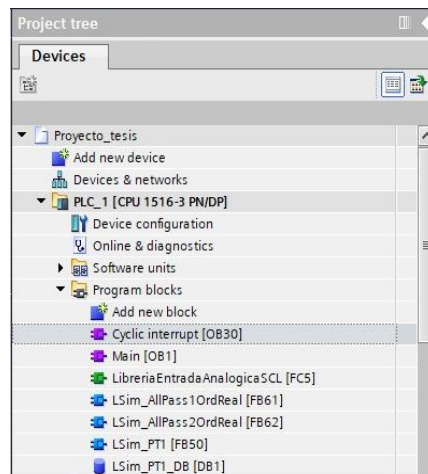 Project tree
Devices
Proyecto_tesis
Add new device
Devices & networks
PLC_1 [CPU 1516-3 PN/DP]
Device configuration
Online & diagnostics
Software units
Program blocks
Add new block
Cyclic interrupt [OB30]
Main [OB1]
LibreriaEntradaAnalogicaSCL [FC5]
LSim_AllPass1OrdReal [FB61]
LSim_AllPass2OrdReal [FB62]
LSim_PT1 [FB50]
LSim_PT1_DB [DB1]